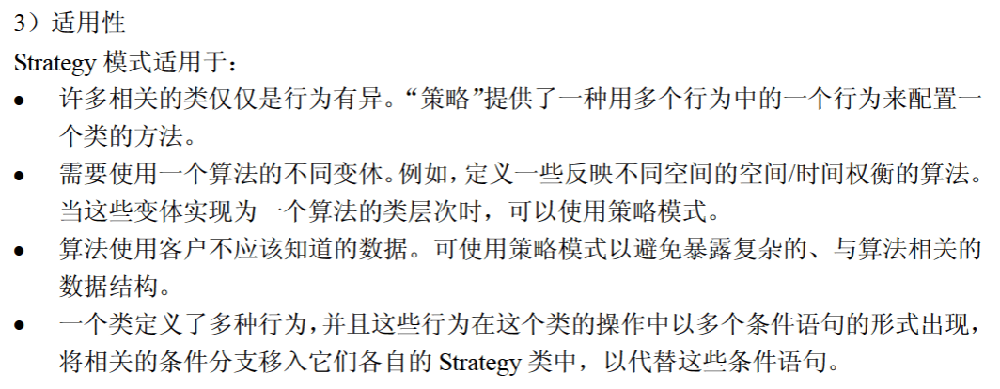 3）适用性
Strategy 模式适用于：
● 许多相关的类仅仅是行为有异。“策略”提供了一种用多个行为中的一个行为来配置一
个类的方法。
● 需要使用一个算法的不同变体。例如，定义一些反映不同空间的空间/时间权衡的算法。
当这些变体实现为一个算法的类层次时，可以使用策略模式。
● 算法使用客户不应该知道的数据。可使用策略模式以避免暴露复杂的、与算法相关的
数据结构。
● 一个类定义了多种行为，并且这些行为在这个类的操作中以多个条件语句的形式出现，
将相关的条件分支移入它们各自的 Strategy 类中，以代替这些条件语句。